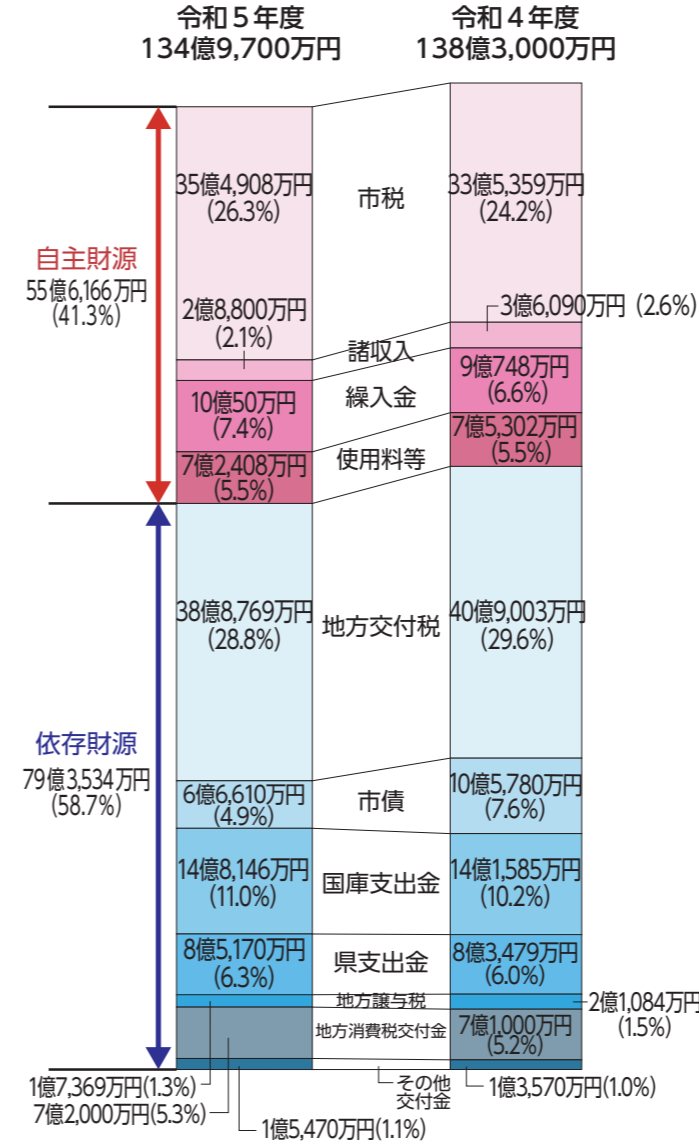 令和5年度
134億9,700万円
令和4年度
138億3,000万円
自主財源
55億6,166万円
(41.3%)
35億4,908万円
(26.3%)
市税
33億5,359万円
(24.2%)
2億8,800万円
(2.1%)
諸収入
3億6,090万円 (2.6%)
10億50万円
(7.4%)
繰入金
9億748万円
(6.6%)
7億2,408万円
(5.5%)
使用料等
7億5,302万円
(5.5%)
依存財源
79億3,534万円
(58.7%)
38億8,769万円
(28.8%)
地方交付税
40億9,003万円
(29.6%)
6億6,610万円
(4.9%)
市債
10億5,780万円
(7.6%)
14億8,146万円
(11.0%)
国庫支出金
14億1,585万円
(10.2%)
8億5,170万円
(6.3%)
県支出金
8億3,479万円
(6.0%)
地方譲与税
2億1,084万円
(1.5%)
地方消費税交付金
7億1,000万円
(5.2%)
1億7,369万円(1.3%)
7億2,000万円(5.3%)
1億5,470万円(1.1%)
その他
交付金
1億3,570万円(1.0%)